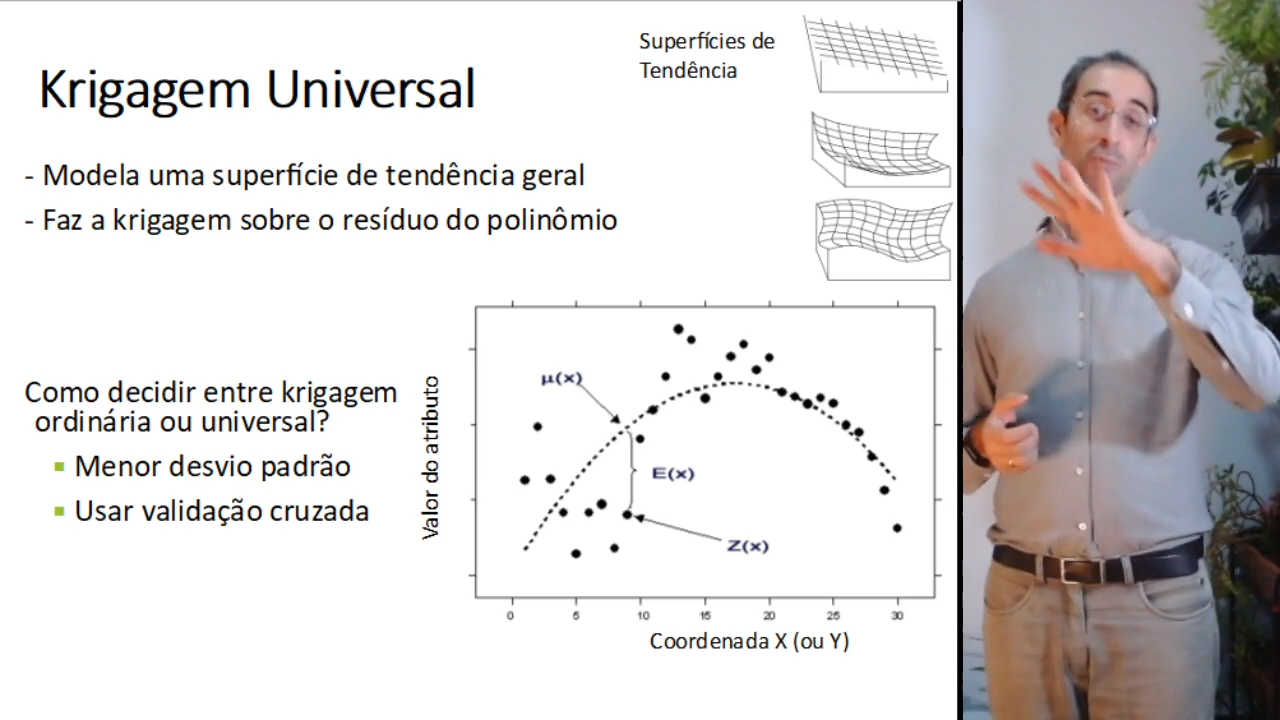 Superfícies de
Tendência
Krigagem Universal
- Modela uma superfície de tendência geral
- Faz a krigagem sobre o resíduo do polinômio
Como decidir entre krigagem
ordinária ou universal?
Menor desvio padrão
Usar validação cruzada
Valor do atributo
μ(x)
E(x)
Z(x)
0 5 10 15 20 25 30
Coordenada X (ou Y)